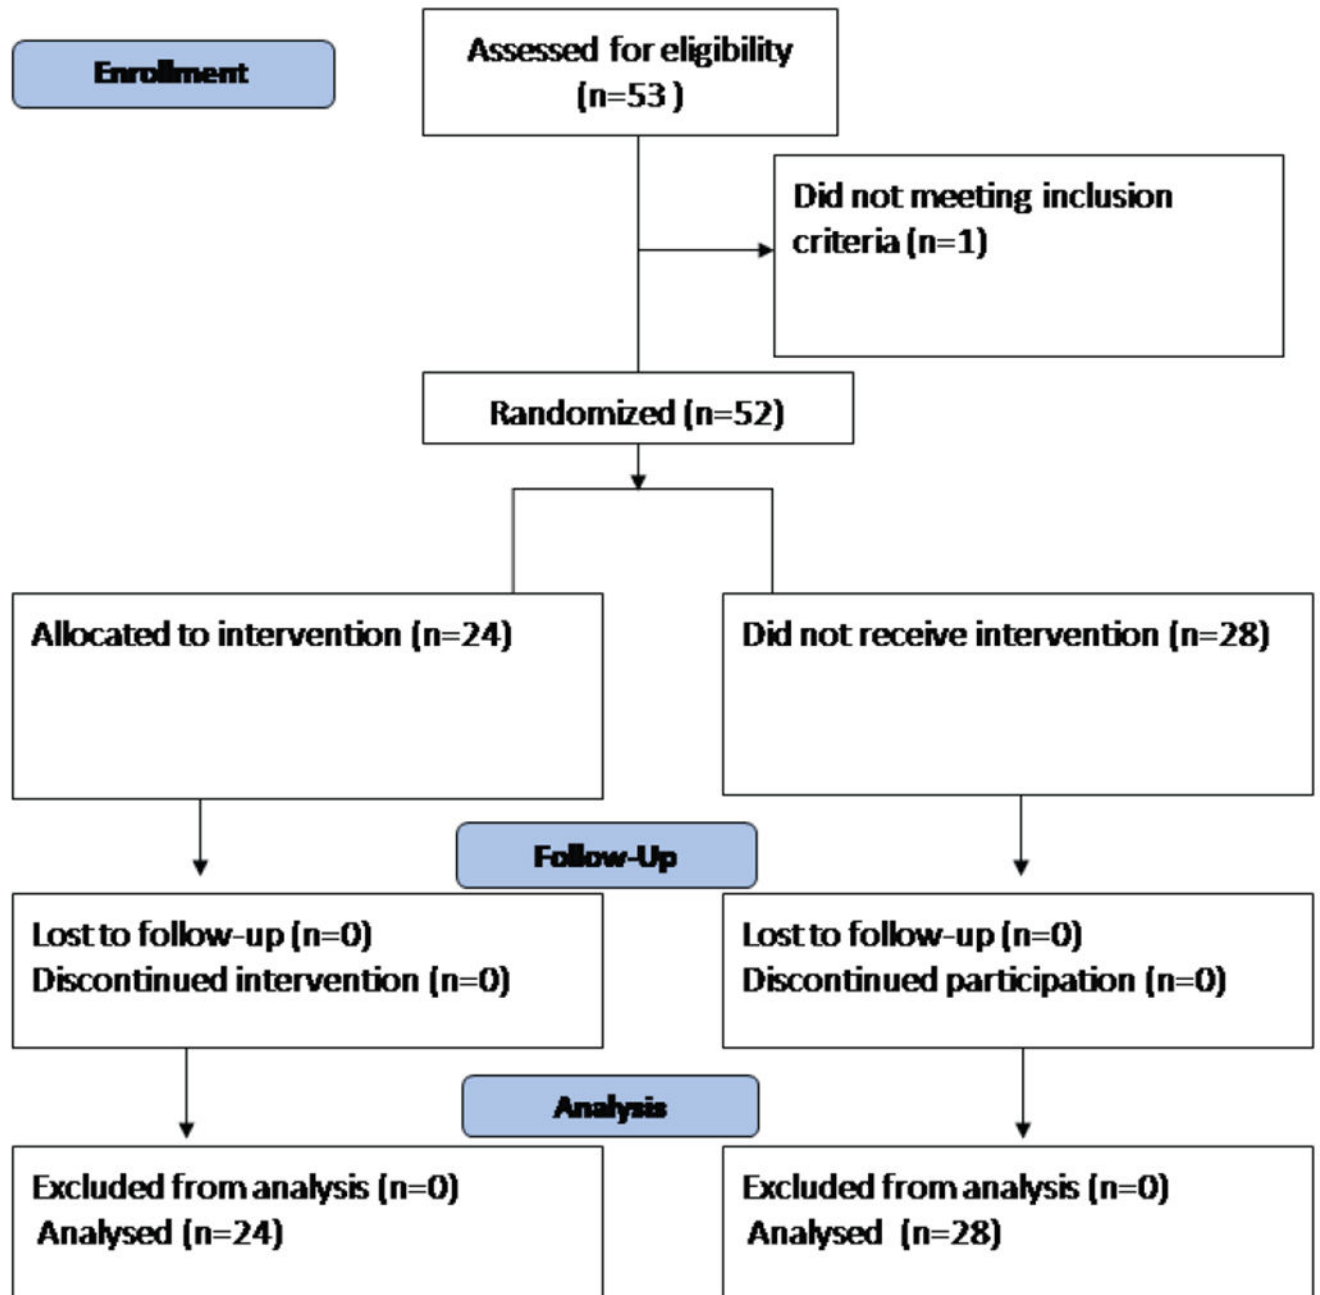 Enrollment
Assessed for eligibility
(n=53 )
Did not meeting inclusion
criteria (n=1)
Randomized (n=52)
Allocated to intervention (n=24)
Did not receive intervention (n=28)
Follow-Up
Lost to follow-up (n=0)
Discontinued intervention (n=0)
Lost to follow-up (n=0)
Discontinued participation (n=0)
Analysis
Excluded from analysis (n=0)
Analysed (n=24)
Excluded from analysis (n=0)
Analysed (n=28)